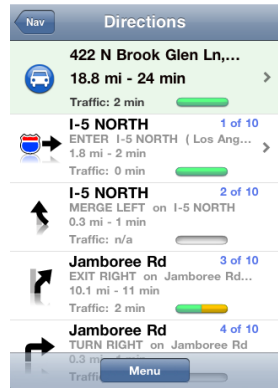 Nav
Directions
422 N Brook Glen Ln,...
18.8 mi - 24 min
Traffic: 2 min
I-5 NORTH
1 of 10
ENTER I-5 NORTH ( Los Ang...
1.8 mi - 2 min
Traffic: 0 min
I-5 NORTH
2 of 10
MERGE LEFT on I-5 NORTH
0.3 mi - 1 min
Traffic: n/a
Jamboree Rd
3 of 10
EXIT RIGHT on Jamboree Rd...
10.1 mi - 11 min
Traffic: 2 min
Jamboree Rd
4 of 10
TURN RIGHT on Jamboree Rd
0.3
Menu